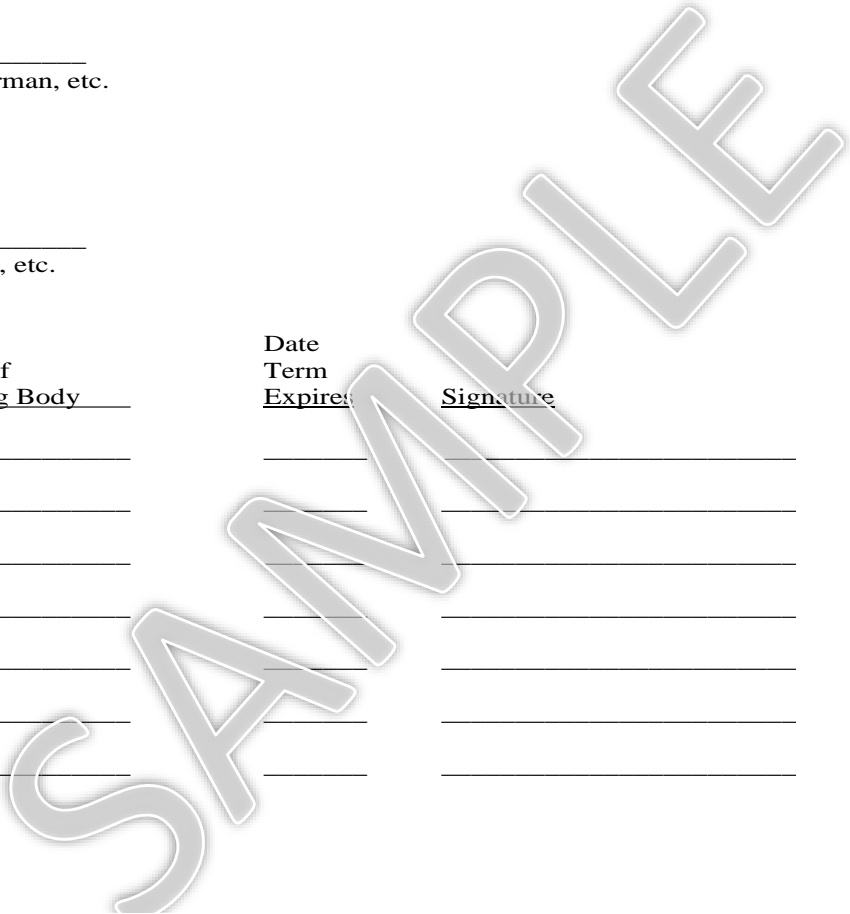 rman, etc.
, etc.
Date
f Term
g Body Expires Signature
SAMPLE